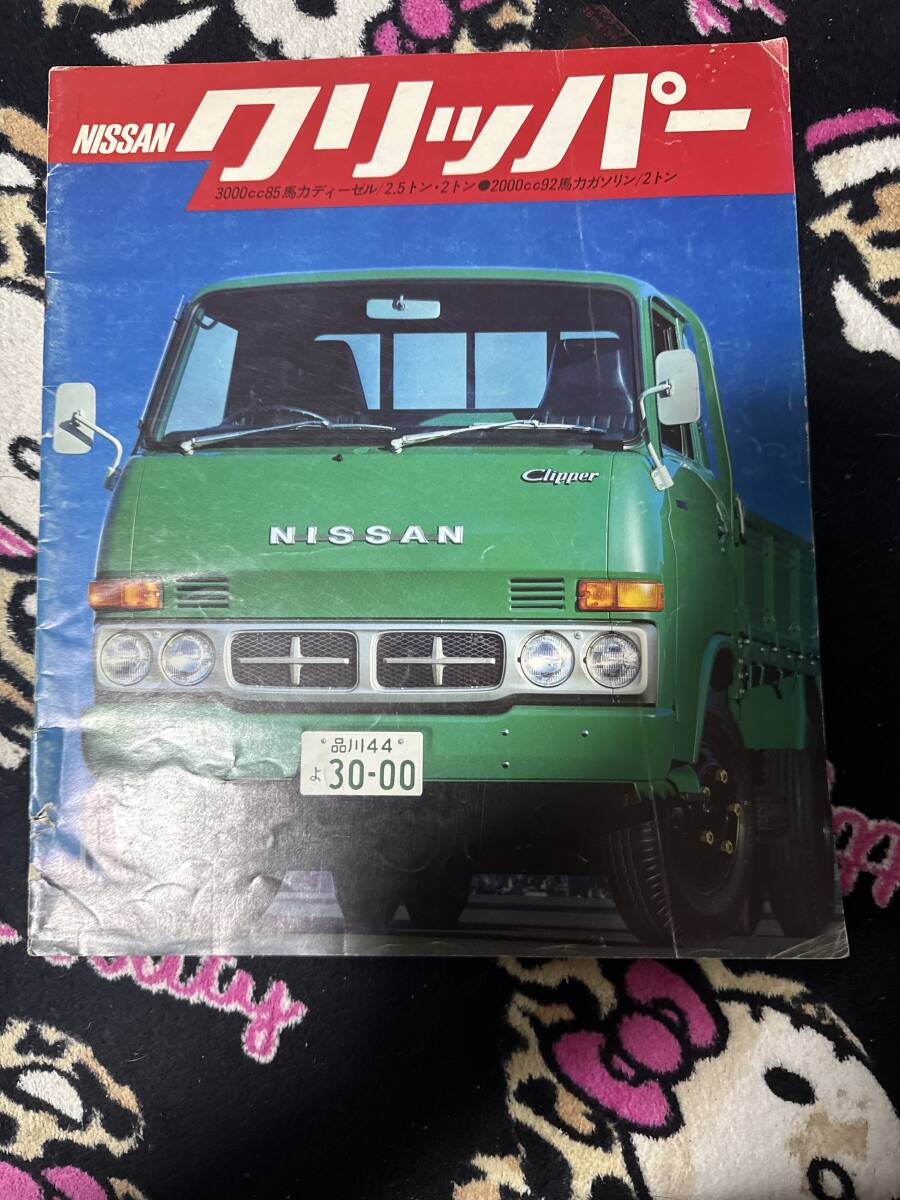 NISSAN クリッパー
3000cc85馬力ディーゼル/2.5トン・2トン●2000cc92馬力ガソリン/2トン
Clipper
NISSAN
品川44
よ 30-00